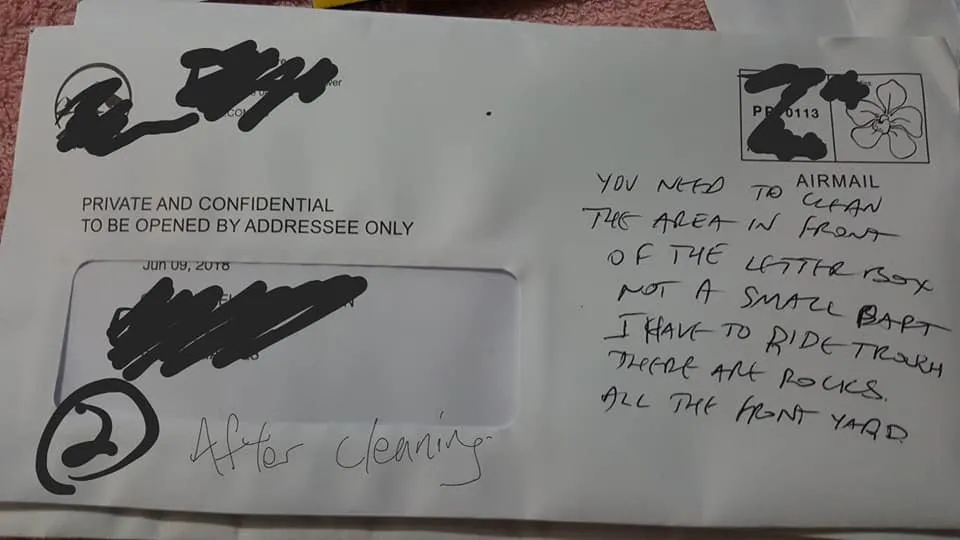 PRIVATE AND CONFIDENTIAL
TO BE OPENED BY ADDRESSEE ONLY
Jun 09, 2018
0113
AIRMAIL
YOU NEED TO CLEAN
THE AREA IN FRONT
OF THE LETTER BOX
NOT A SMALL PART
I HAVE TO RIDE TROUGH
THERE ARE ROCKS.
ALL THE FRONT YARD.
2
After cleaning